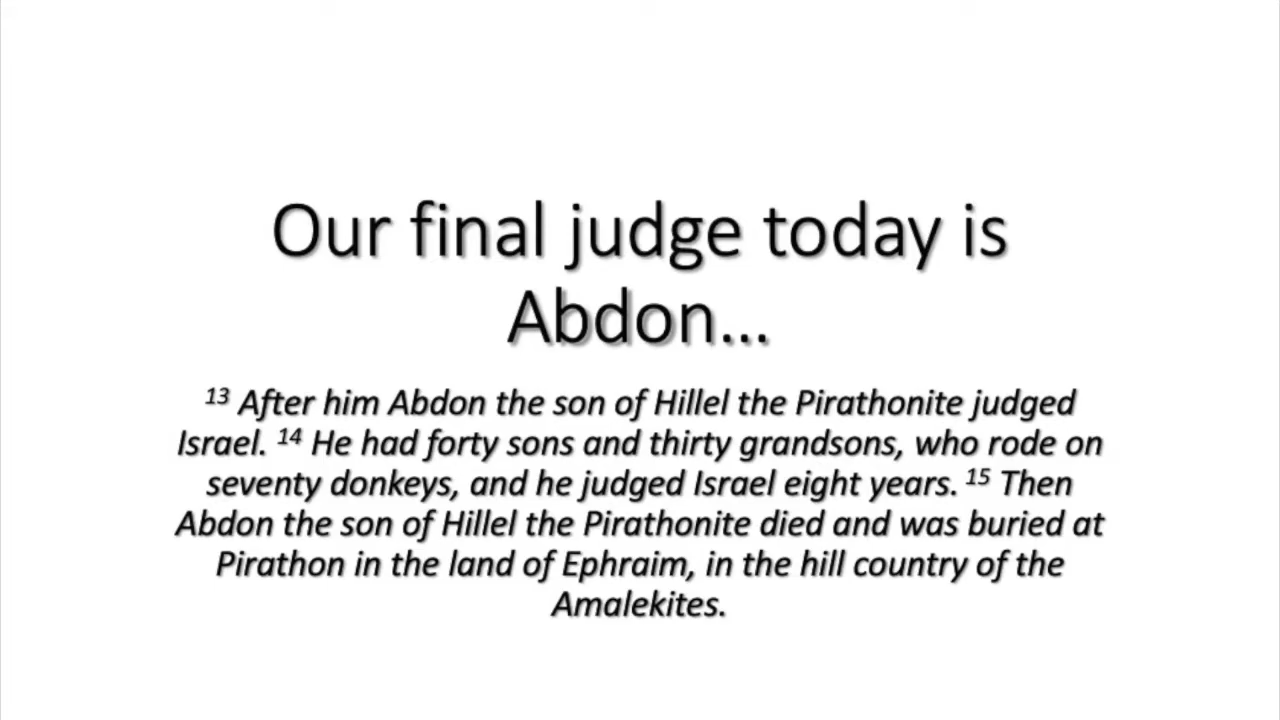 Our final judge today is
Abdon...
13 After him Abdon the son of Hillel the Pirathonite judged
Israel. 14 He had forty sons and thirty grandsons, who rode on
seventy donkeys, and he judged Israel eight years. 15 Then
Abdon the son of Hillel the Pirathonite died and was buried at
Pirathon in the land of Ephraim, in the hill country of the
Amalekites.